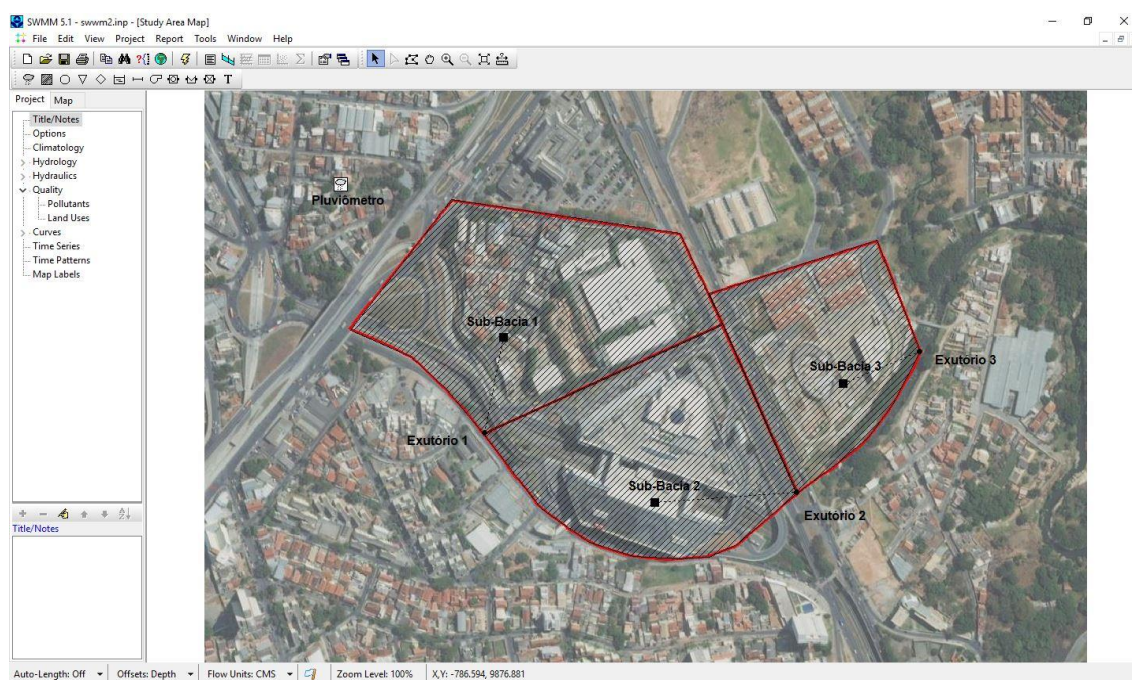 SWMM 5.1 - swwm2.inp - [Study Area Map]
File Edit View Project Report Tools Window Help
T
Project Map
Title/Notes
Options
Climatology
Hydrology
Hydraulics
Quality
Pollutants
Land Uses
Curves
Time Series
Time Patterns
Map Labels
Title/Notes
Pluviômetro
Sub-Bacia 1
Sub-Bacia 3
Exutório 3
Exutório 1
Sub-Bacia 2
Exutório 2
Auto-Length: Off Offsets: Depth Flow Units: CMS Zoom Level: 100% X,Y: -786.594, 9876.881